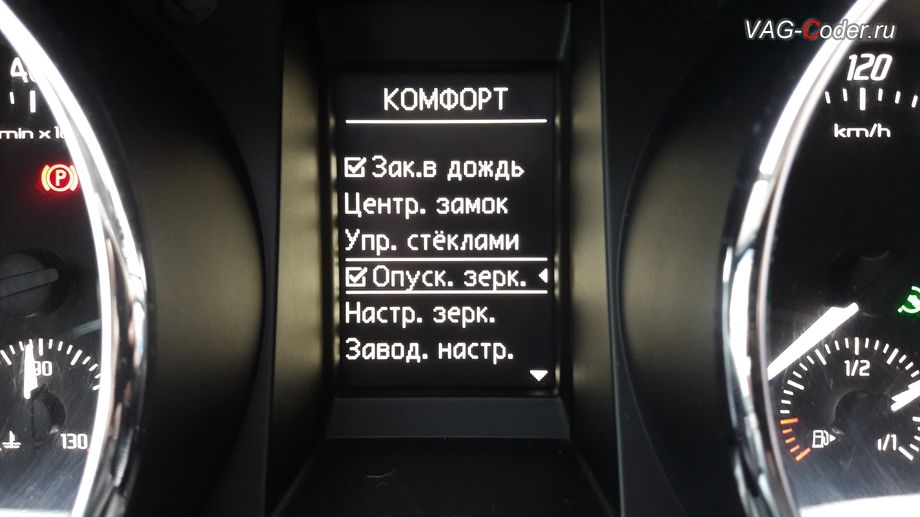 VAG-Coder.ru
120
km/h
min x
КОМФОРТ
Зак.в дождь
Центр. замок
Упр. стёклами
Опуск. зерк.
Настр. зерк.
Завод. настр.
P
90
130
1/2
1/1